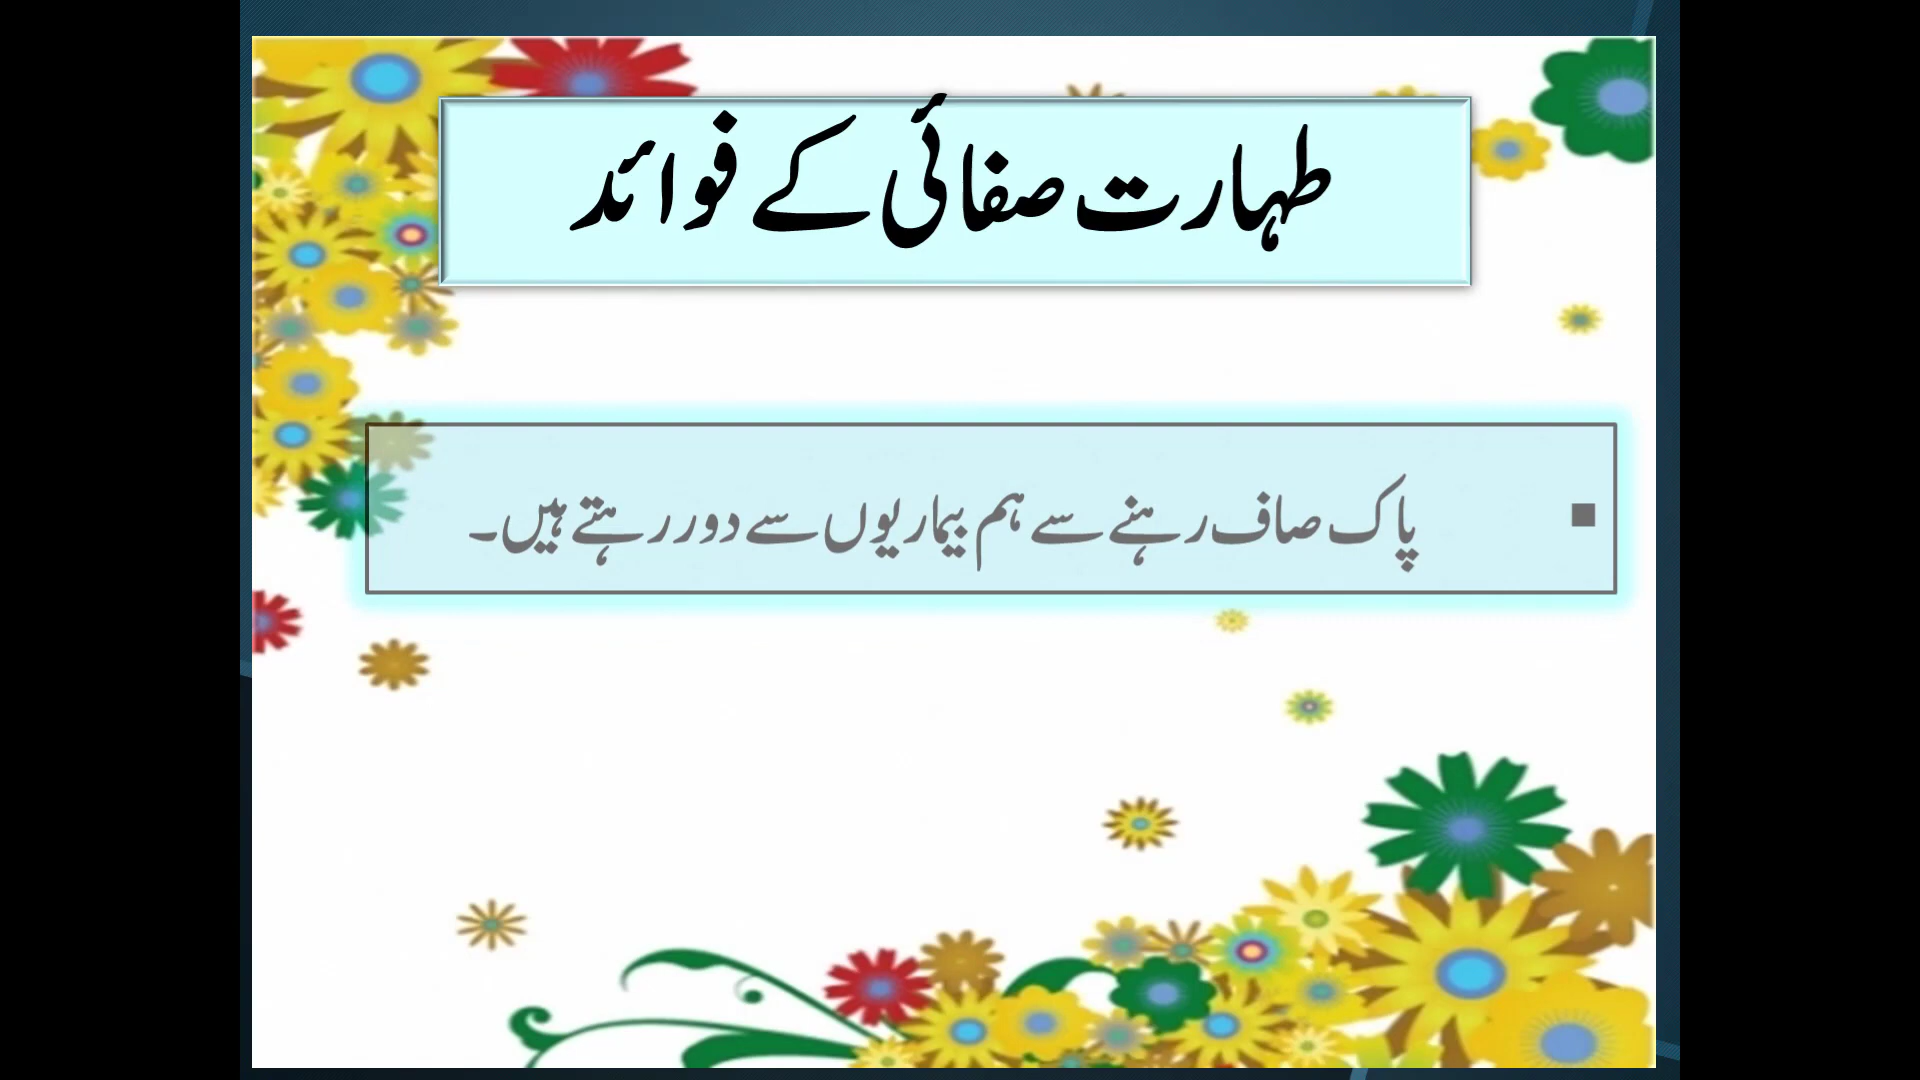 طہارت صفائی کے فوائد
▪ پاک صاف رہنے سے ہم بیماریوں سے دور رہتے ہیں۔